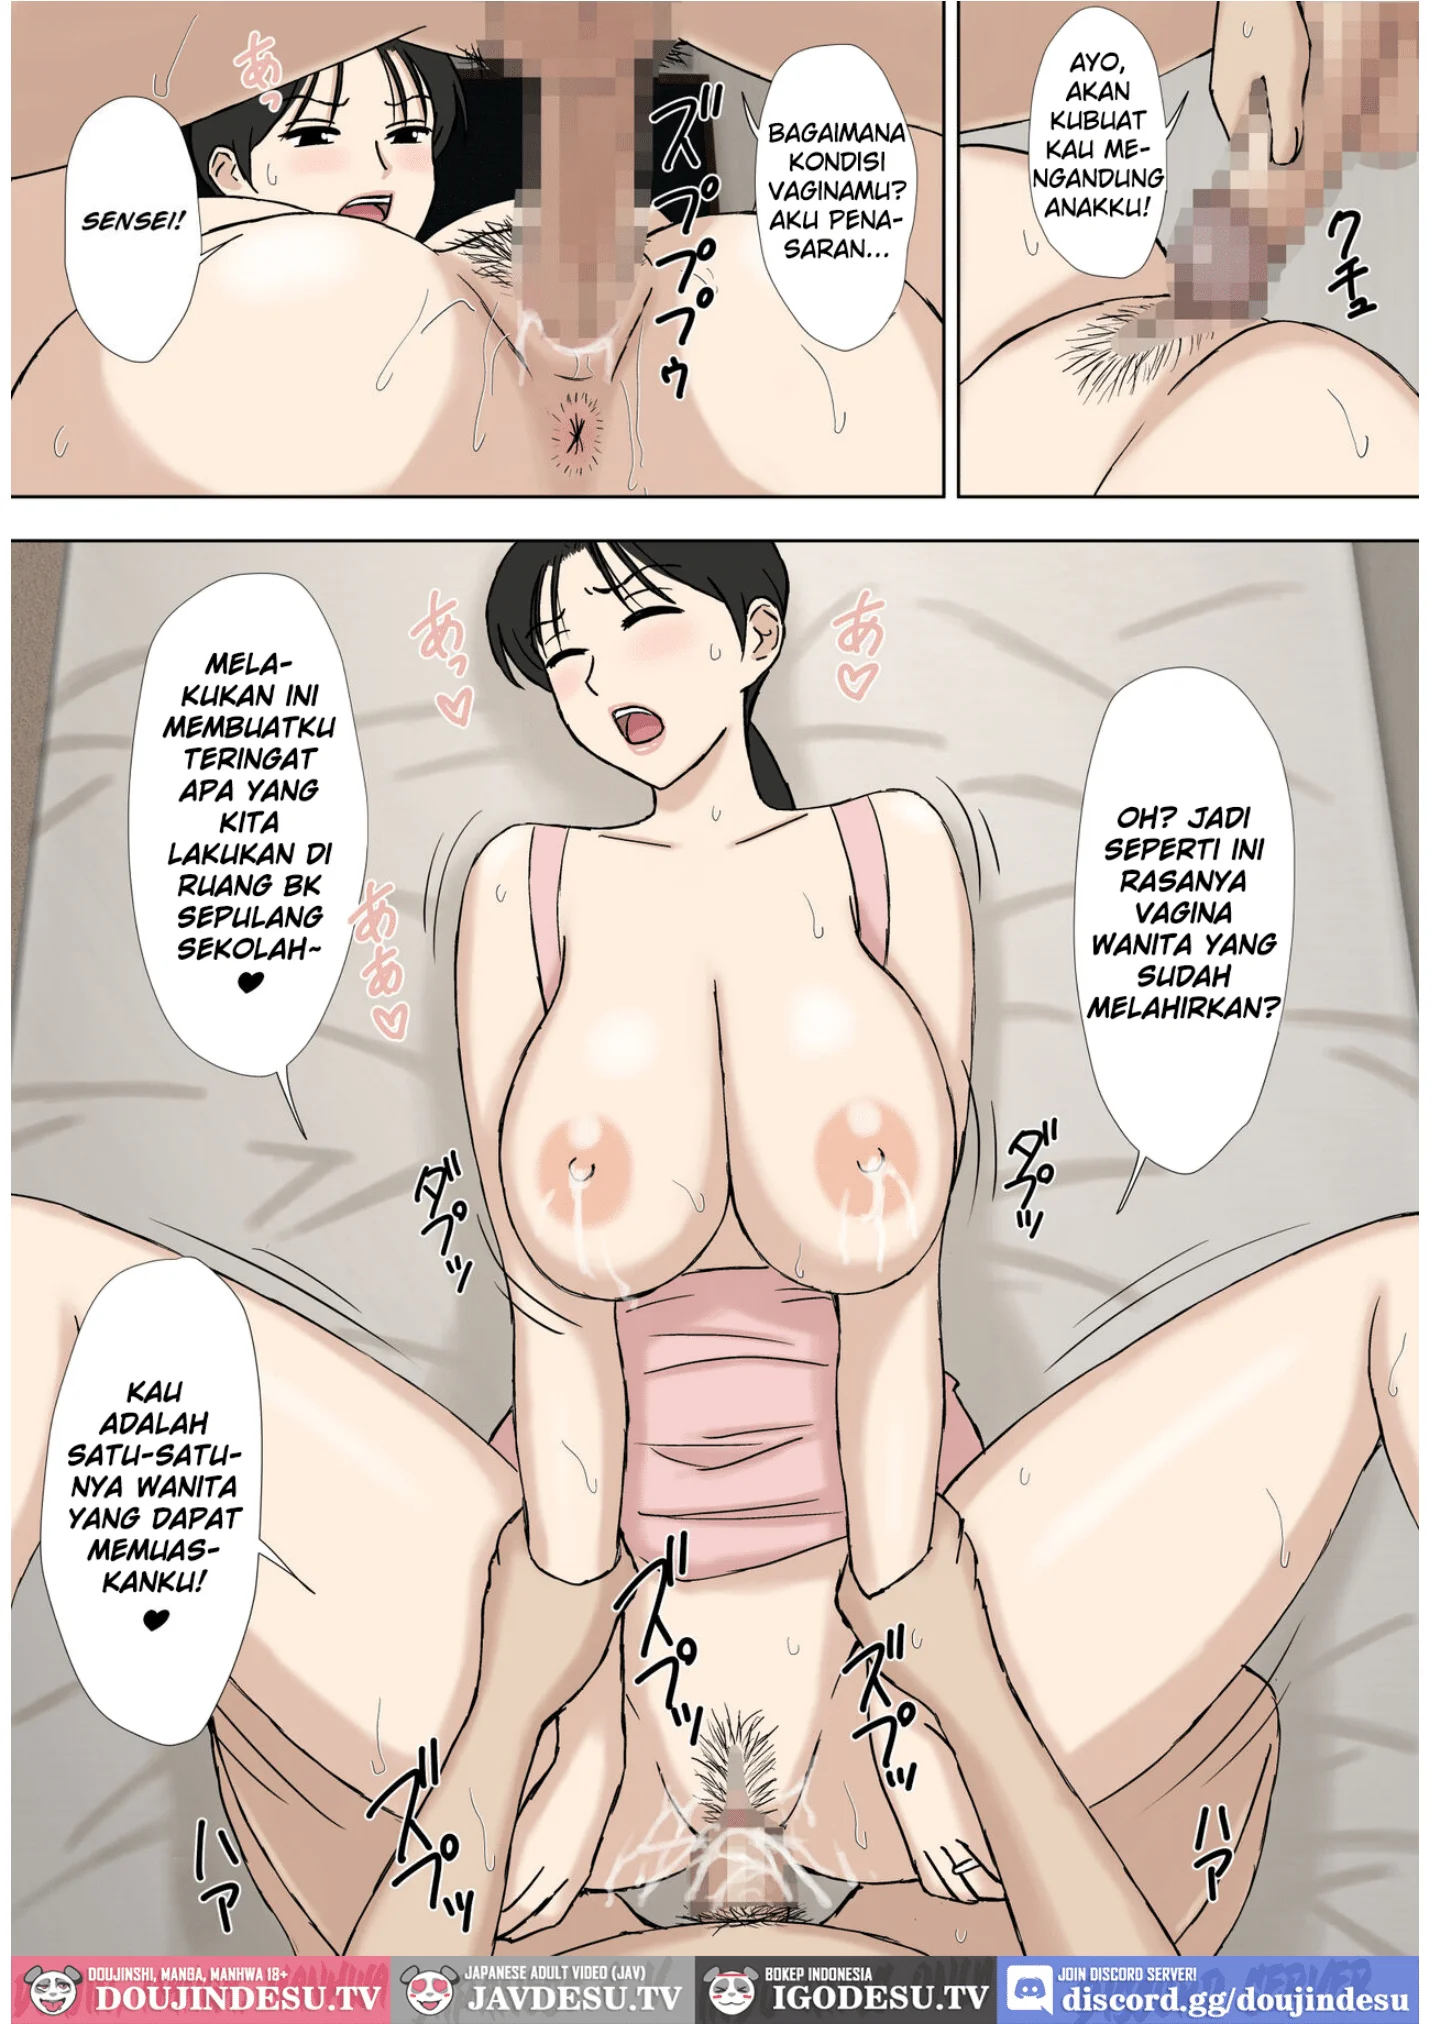 AYO,
AKAN
KUBUAT
KAU ME-
NGANDUNG
ANAKKU!
クチュ
BAGAIMANA
KONDISI
VAGINAMU?
AKU PENA-
SARAN...
ズプププゥ
あっ
SENSEI!
OH? JADI
SEPERTI INI
RASANYA
VAGINA
WANITA YANG
SUDAH
MELAHIRKAN?
あ♡
あっ♡
MELA-
KUKAN INI
MEMBUATKU
TERINGAT
APA YANG
KITA
LAKUKAN DI
RUANG BK
SEPULANG
SEKOLAH~
♥
ああ♡
タプッ
タプッ
KAU
ADALAH
SATU-SATU-
NYA WANITA
YANG DAPAT
MEMUAS-
KANKU!
♥
ズプッ
ズプッ
ズプッ
ハァ
ハァ
DOUJINSHI, MANGA, MANHWA 18+
DOUJINDESU.TV
JAPANESE ADULT VIDEO (JAV)
JAVDESU.TV
BOKEP INDONESIA
IGODESU.TV
JOIN DISCORD SERVER!
discord.gg/doujindesu